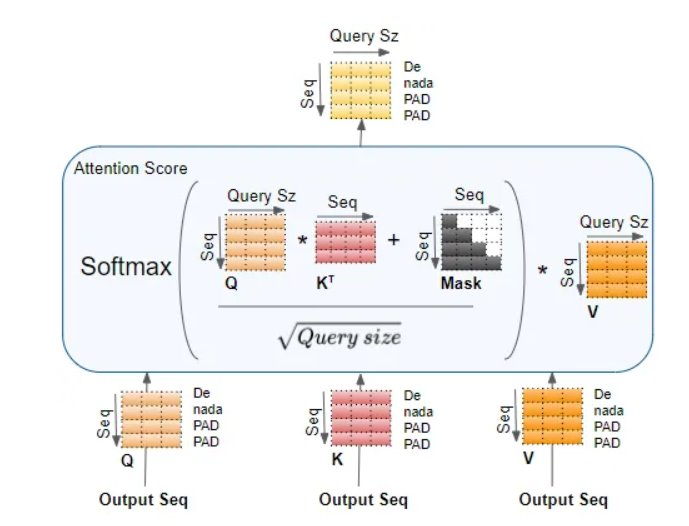 Query Sz
Seq
De
nada
PAD
PAD
Attention Score
Softmax
Query Sz
Seq
Q
*
Seq
Kᵀ
+
Seq
Seq
Mask
√Query size
*
Query Sz
Seq
V
Seq
De
nada
PAD
PAD
Q
Output Seq
Seq
De
nada
PAD
PAD
K
Output Seq
Seq
De
nada
PAD
PAD
V
Output Seq